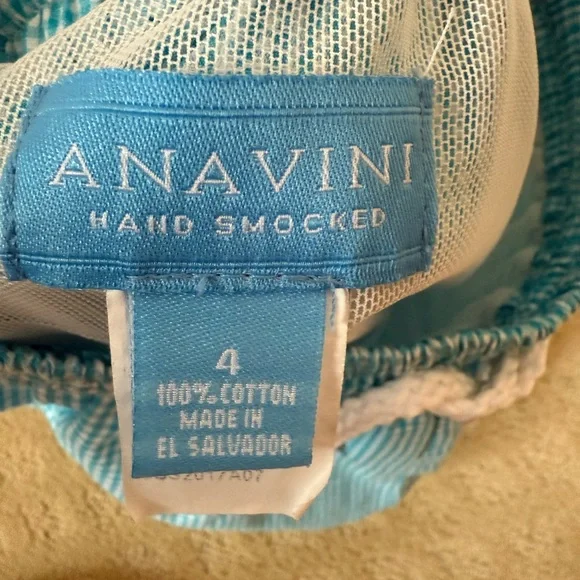 ANAVINI
HAND SMOCKED
4
100% COTTON
MADE IN
EL SALVADOR